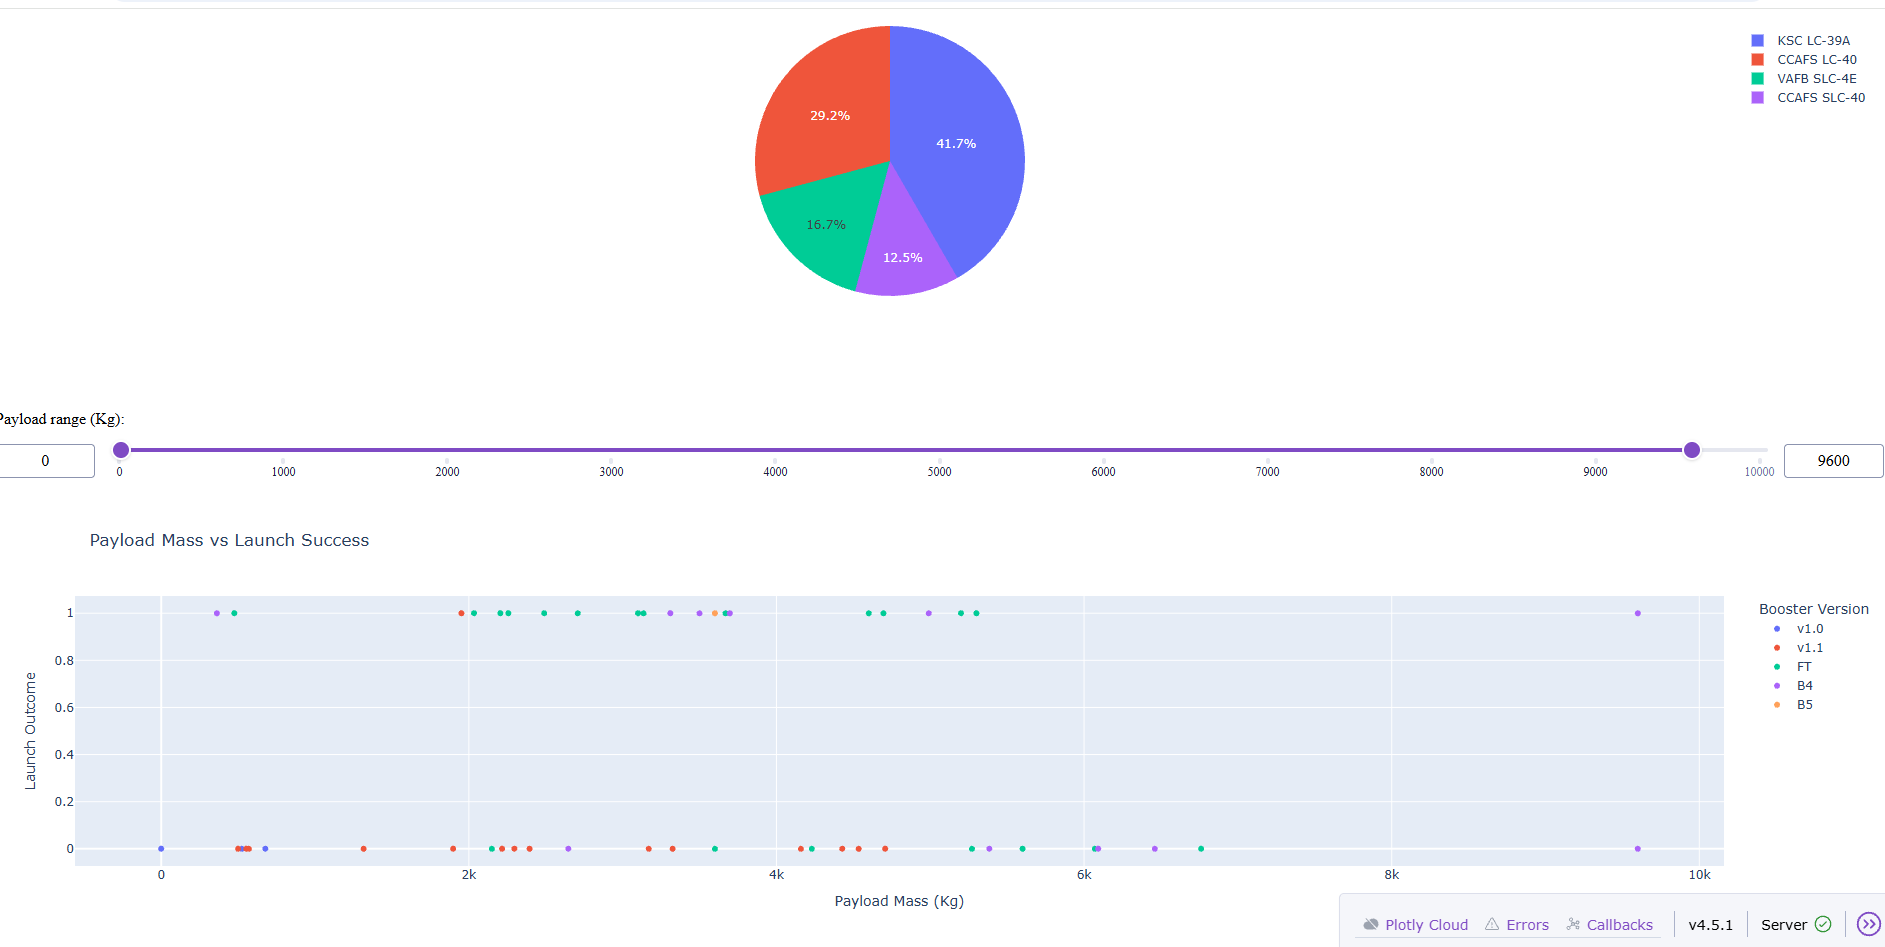 KSC LC-39A
CCAFS LC-40
VAFB SLC-4E
CCAFS SLC-40
29.2%
41.7%
16.7%
12.5%
Payload range (Kg):
0
0 1000 2000 3000 4000 5000 6000 7000 8000 9000 10000
9600
Payload Mass vs Launch Success
Launch Outcome
1
0.8
0.6
0.4
0.2
0
0 2k 4k 6k 8k 10k
Payload Mass (Kg)
Booster Version
v1.0
v1.1
FT
B4
B5
Plotly Cloud Errors Callbacks v4.5.1 Server